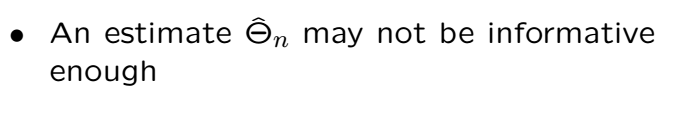 • An estimate Θ̂ₙ may not be informative
enough